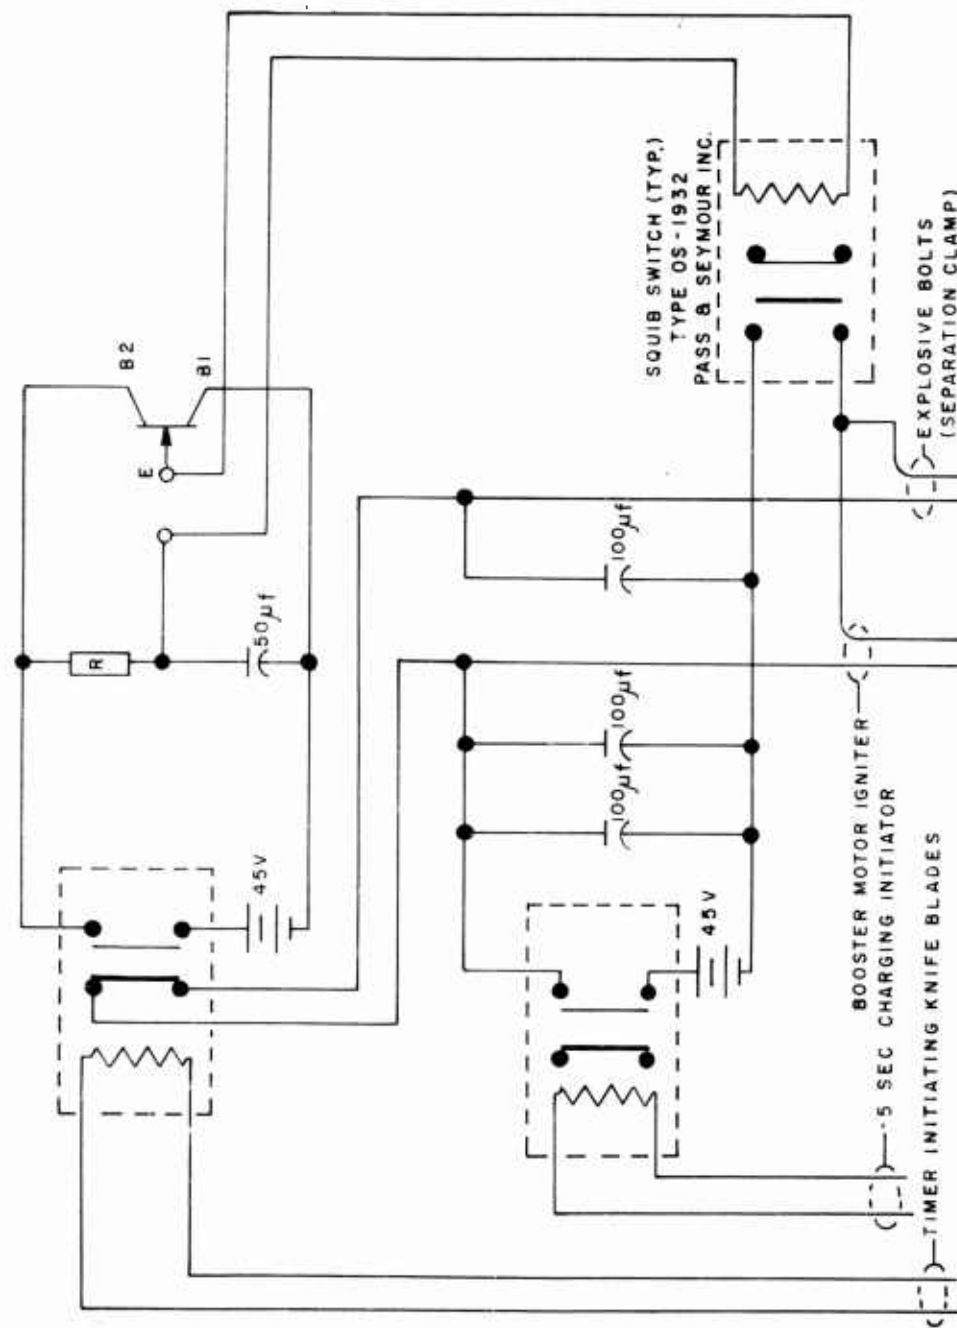 B2
B1
E
R
50μf
45V
SQUIB SWITCH (TYP.)
TYPE OS-1932
PASS & SEYMOUR INC.
100μf
100μf
100μf
45V
EXPLOSIVE BOLTS
(SEPARATION CLAMP)
BOOSTER MOTOR IGNITER
-5 SEC CHARGING INITIATOR
TIMER INITIATING KNIFE BLADES